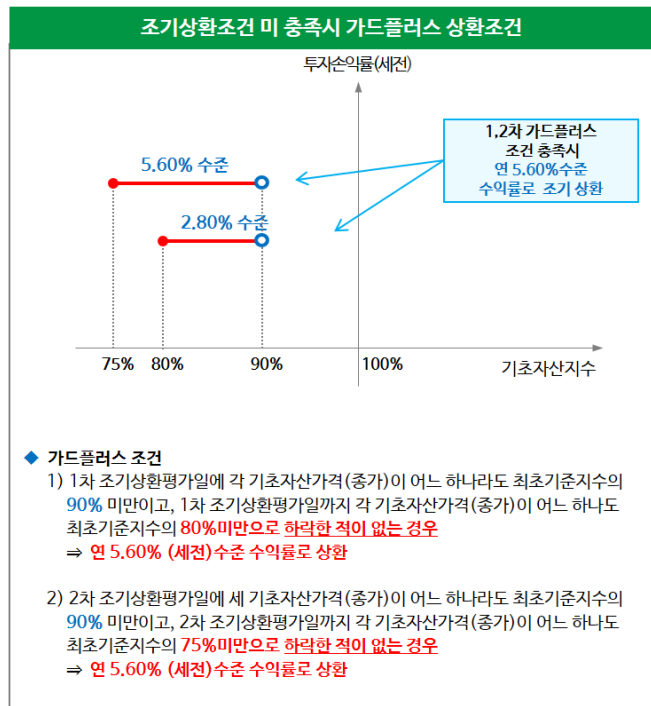 조기상환조건 미 충족시 가드플러스 상환조건
투자손익률(세전)
1,2차 가드플러스
조건 충족시
연 5.60%수준
수익률로 조기 상환
5.60% 수준
2.80% 수준
75% 80% 90% 100%
기초자산지수
◆ 가드플러스 조건
1) 1차 조기상환평가일에 각 기초자산가격(종가)이 어느 하나라도 최초기준지수의
90% 미만이고, 1차 조기상환평가일까지 각 기초자산가격(종가)이 어느 하나도
최초기준지수의 80%미만으로 하락한 적이 없는 경우
⇒ 연 5.60% (세전)수준 수익률로 상환
2) 2차 조기상환평가일에 세 기초자산가격(종가)이 어느 하나라도 최초기준지수의
90% 미만이고, 2차 조기상환평가일까지 각 기초자산가격(종가)이 어느 하나도
최초기준지수의 75%미만으로 하락한 적이 없는 경우
⇒ 연 5.60% (세전)수준 수익률로 상환